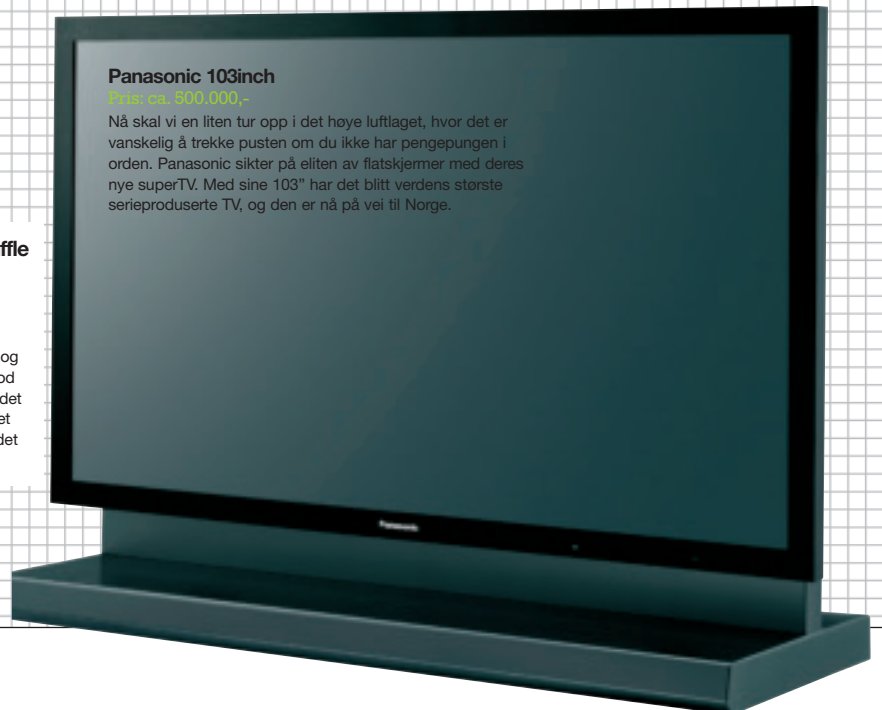 Panasonic 103inch
Pris: ca. 500.000,-
Nå skal vi en liten tur opp i det høye luftlaget, hvor det er
vanskelig å trekke pusten om du ikke har pengepungen i
orden. Panasonic sikter på eliten av flatskjermer med deres
nye superTV. Med sine 103” har det blitt verdens største
serieproduserte TV, og den er nå på vei til Norge.
ffle
og
od
det
et
det
Panasonic